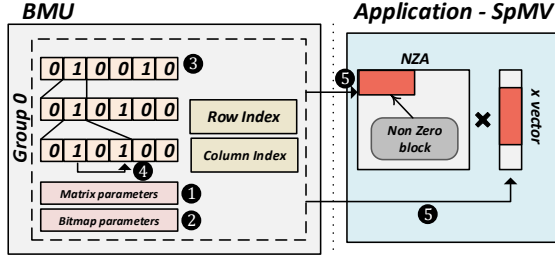 BMU
Application - SpMV
Group 0
0 1 0 0 1 0
3
0 1 0 1 0 0
0 1 0 1 0 0
4
Row Index
Column Index
Matrix parameters
1
Bitmap parameters
2
5
NZA
Non Zero
block
x vector
5